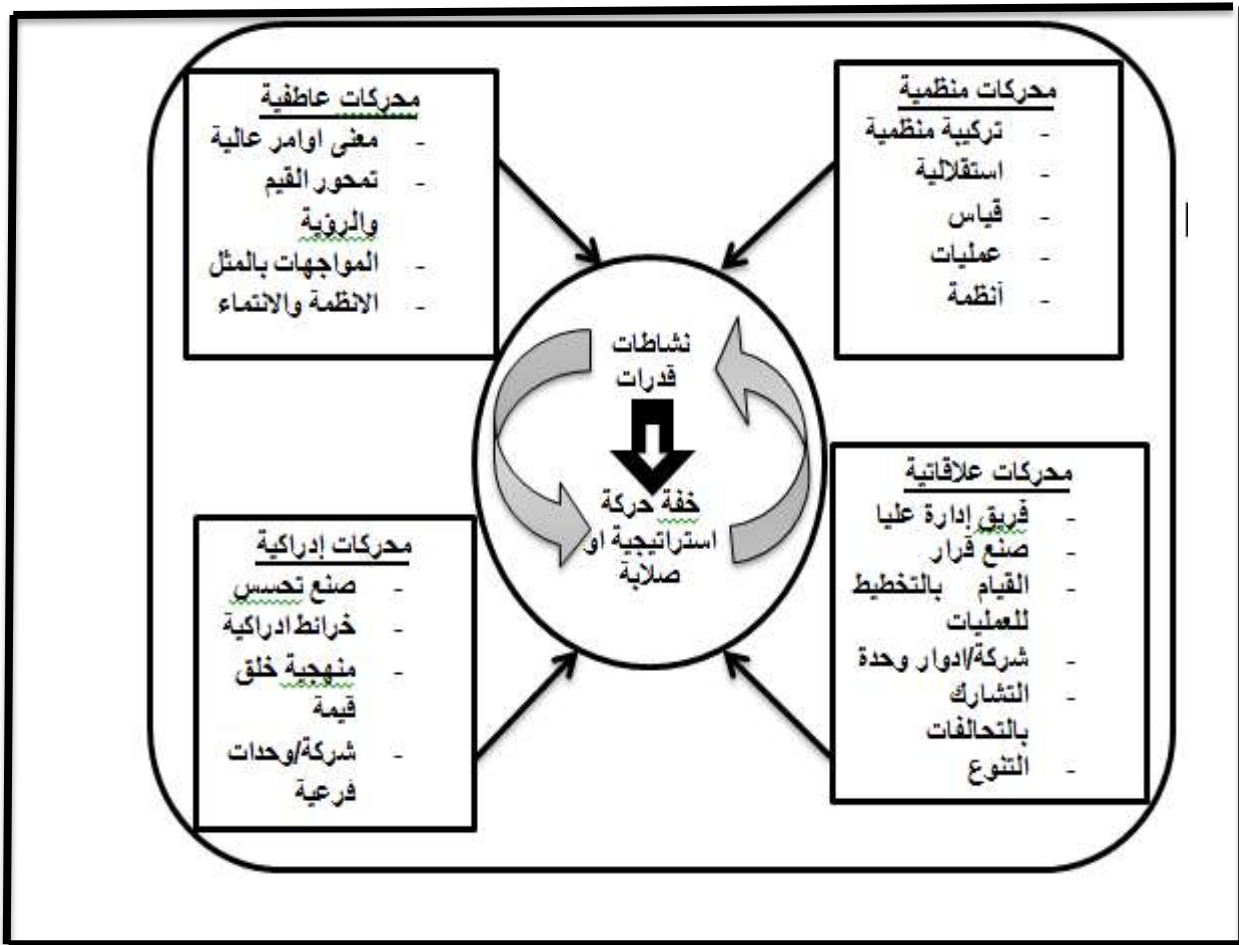 محركات منظمية
- تركيبة منظمية
- استقلالية
- قياس
- عمليات
- أنظمة
محركات عاطفية
- معنى اوامر عالية
- تمحور القيم
والرؤية
- المواجهات بالمثل
- الانظمة والانتماء
نشاطات
قدرات
خفة حركة
استراتيجية او
صلابة
محركات علاقاتية
- فريق إدارة عليا
- صنع قرار
- القيام بالتخطيط
للعمليات
- شركة/ادوار وحدة
- التشارك
بالتحالفات
- التنوع
محركات إدراكية
- صنع تحسس
- خرائط ادراكية
- منهجية خلق
قيمة
- شركة/وحدات
فرعية